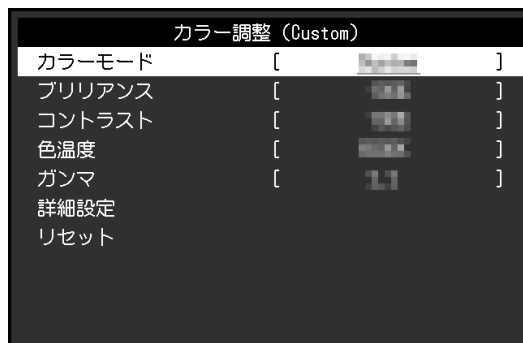 カラー調整 (Custom)
カラーモード [ ]
ブリリアンス [ ]
コントラスト [ ]
色温度 [ ]
ガンマ [ ]
詳細設定
リセット